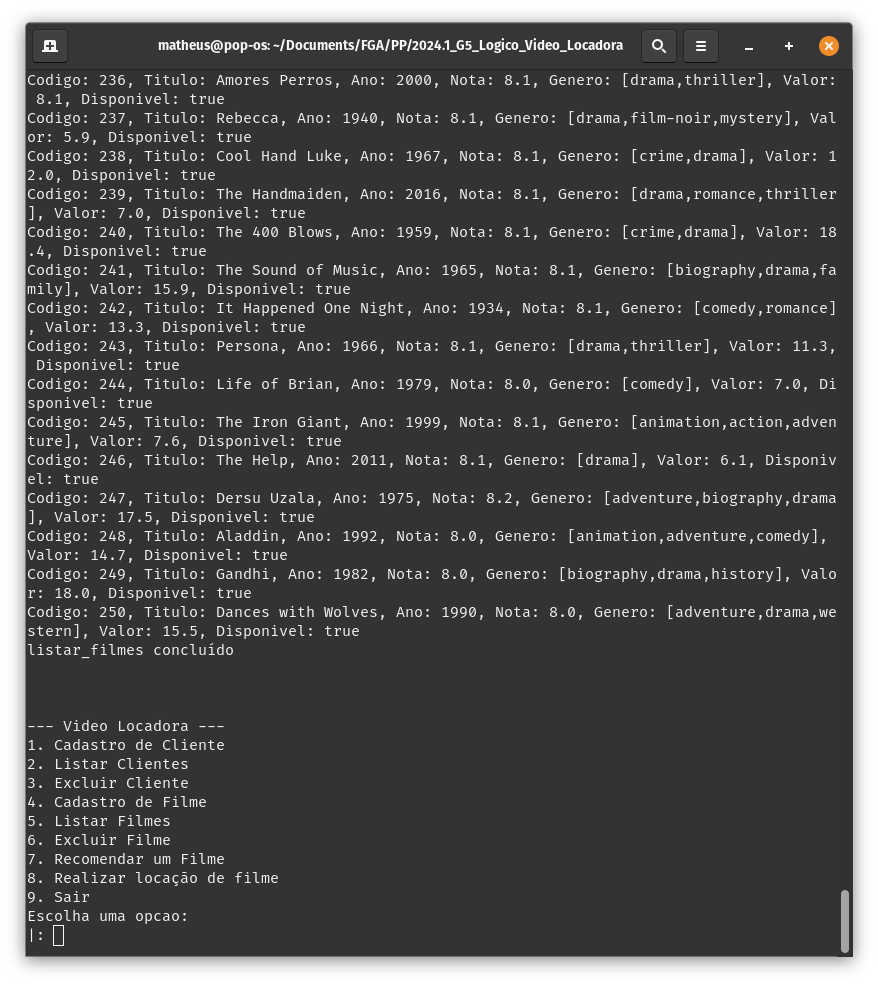 matheus@pop-os: ~/Documents/FGA/PP/2024.1_G5_Logico_Video_Locadora
Codigo: 236, Titulo: Amores Perros, Ano: 2000, Nota: 8.1, Genero: [drama,thriller], Valor:
 8.1, Disponivel: true
Codigo: 237, Titulo: Rebecca, Ano: 1940, Nota: 8.1, Genero: [drama,film-noir,mystery], Val
or: 5.9, Disponivel: true
Codigo: 238, Titulo: Cool Hand Luke, Ano: 1967, Nota: 8.1, Genero: [crime,drama], Valor: 1
2.0, Disponivel: true
Codigo: 239, Titulo: The Handmaiden, Ano: 2016, Nota: 8.1, Genero: [drama,romance,thriller
], Valor: 7.0, Disponivel: true
Codigo: 240, Titulo: The 400 Blows, Ano: 1959, Nota: 8.1, Genero: [crime,drama], Valor: 18
.4, Disponivel: true
Codigo: 241, Titulo: The Sound of Music, Ano: 1965, Nota: 8.1, Genero: [biography,drama,fa
mily], Valor: 15.9, Disponivel: true
Codigo: 242, Titulo: It Happened One Night, Ano: 1934, Nota: 8.1, Genero: [comedy,romance]
, Valor: 13.3, Disponivel: true
Codigo: 243, Titulo: Persona, Ano: 1966, Nota: 8.1, Genero: [drama,thriller], Valor: 11.3,
 Disponivel: true
Codigo: 244, Titulo: Life of Brian, Ano: 1979, Nota: 8.0, Genero: [comedy], Valor: 7.0, Di
sponivel: true
Codigo: 245, Titulo: The Iron Giant, Ano: 1999, Nota: 8.1, Genero: [animation,action,adven
ture], Valor: 7.6, Disponivel: true
Codigo: 246, Titulo: The Help, Ano: 2011, Nota: 8.1, Genero: [drama], Valor: 6.1, Disponiv
el: true
Codigo: 247, Titulo: Dersu Uzala, Ano: 1975, Nota: 8.2, Genero: [adventure,biography,drama
], Valor: 17.5, Disponivel: true
Codigo: 248, Titulo: Aladdin, Ano: 1992, Nota: 8.0, Genero: [animation,adventure,comedy],
Valor: 14.7, Disponivel: true
Codigo: 249, Titulo: Gandhi, Ano: 1982, Nota: 8.0, Genero: [biography,drama,history], Valo
r: 18.0, Disponivel: true
Codigo: 250, Titulo: Dances with Wolves, Ano: 1990, Nota: 8.0, Genero: [adventure,drama,we
stern], Valor: 15.5, Disponivel: true
listar_filmes concluído
--- Video Locadora ---
1. Cadastro de Cliente
2. Listar Clientes
3. Excluir Cliente
4. Cadastro de Filme
5. Listar Filmes
6. Excluir Filme
7. Recomendar um Filme
8. Realizar locação de filme
9. Sair
Escolha uma opcao:
|: